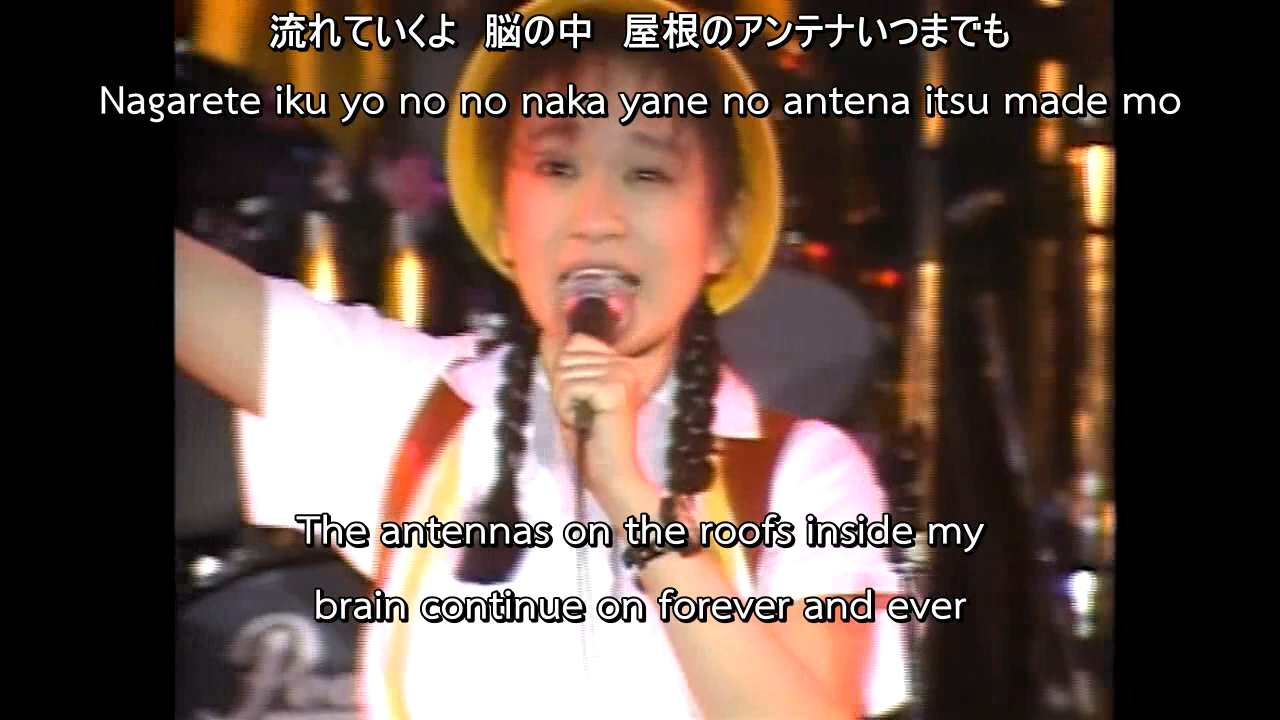 流れていくよ　脳の中　屋根のアンテナいつまでも
Nagarete iku yo no no naka yane no antena itsu made mo
The antennas on the roofs inside my
brain continue on forever and ever